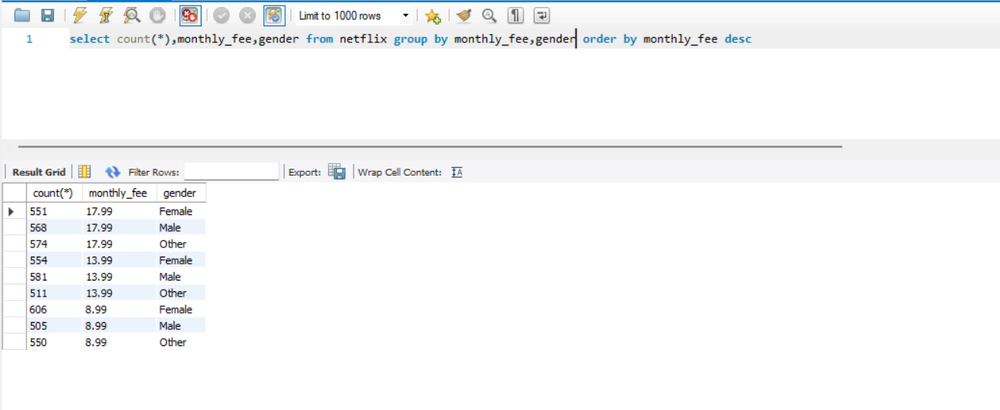 Limit to 1000 rows
1 select count(*),monthly_fee,gender from netflix group by monthly_fee,gender order by monthly_fee desc
Result Grid Filter Rows: Export: Wrap Cell Content:
count(*) monthly_fee gender
551 17.99 Female
568 17.99 Male
574 17.99 Other
554 13.99 Female
581 13.99 Male
511 13.99 Other
606 8.99 Female
505 8.99 Male
550 8.99 Other